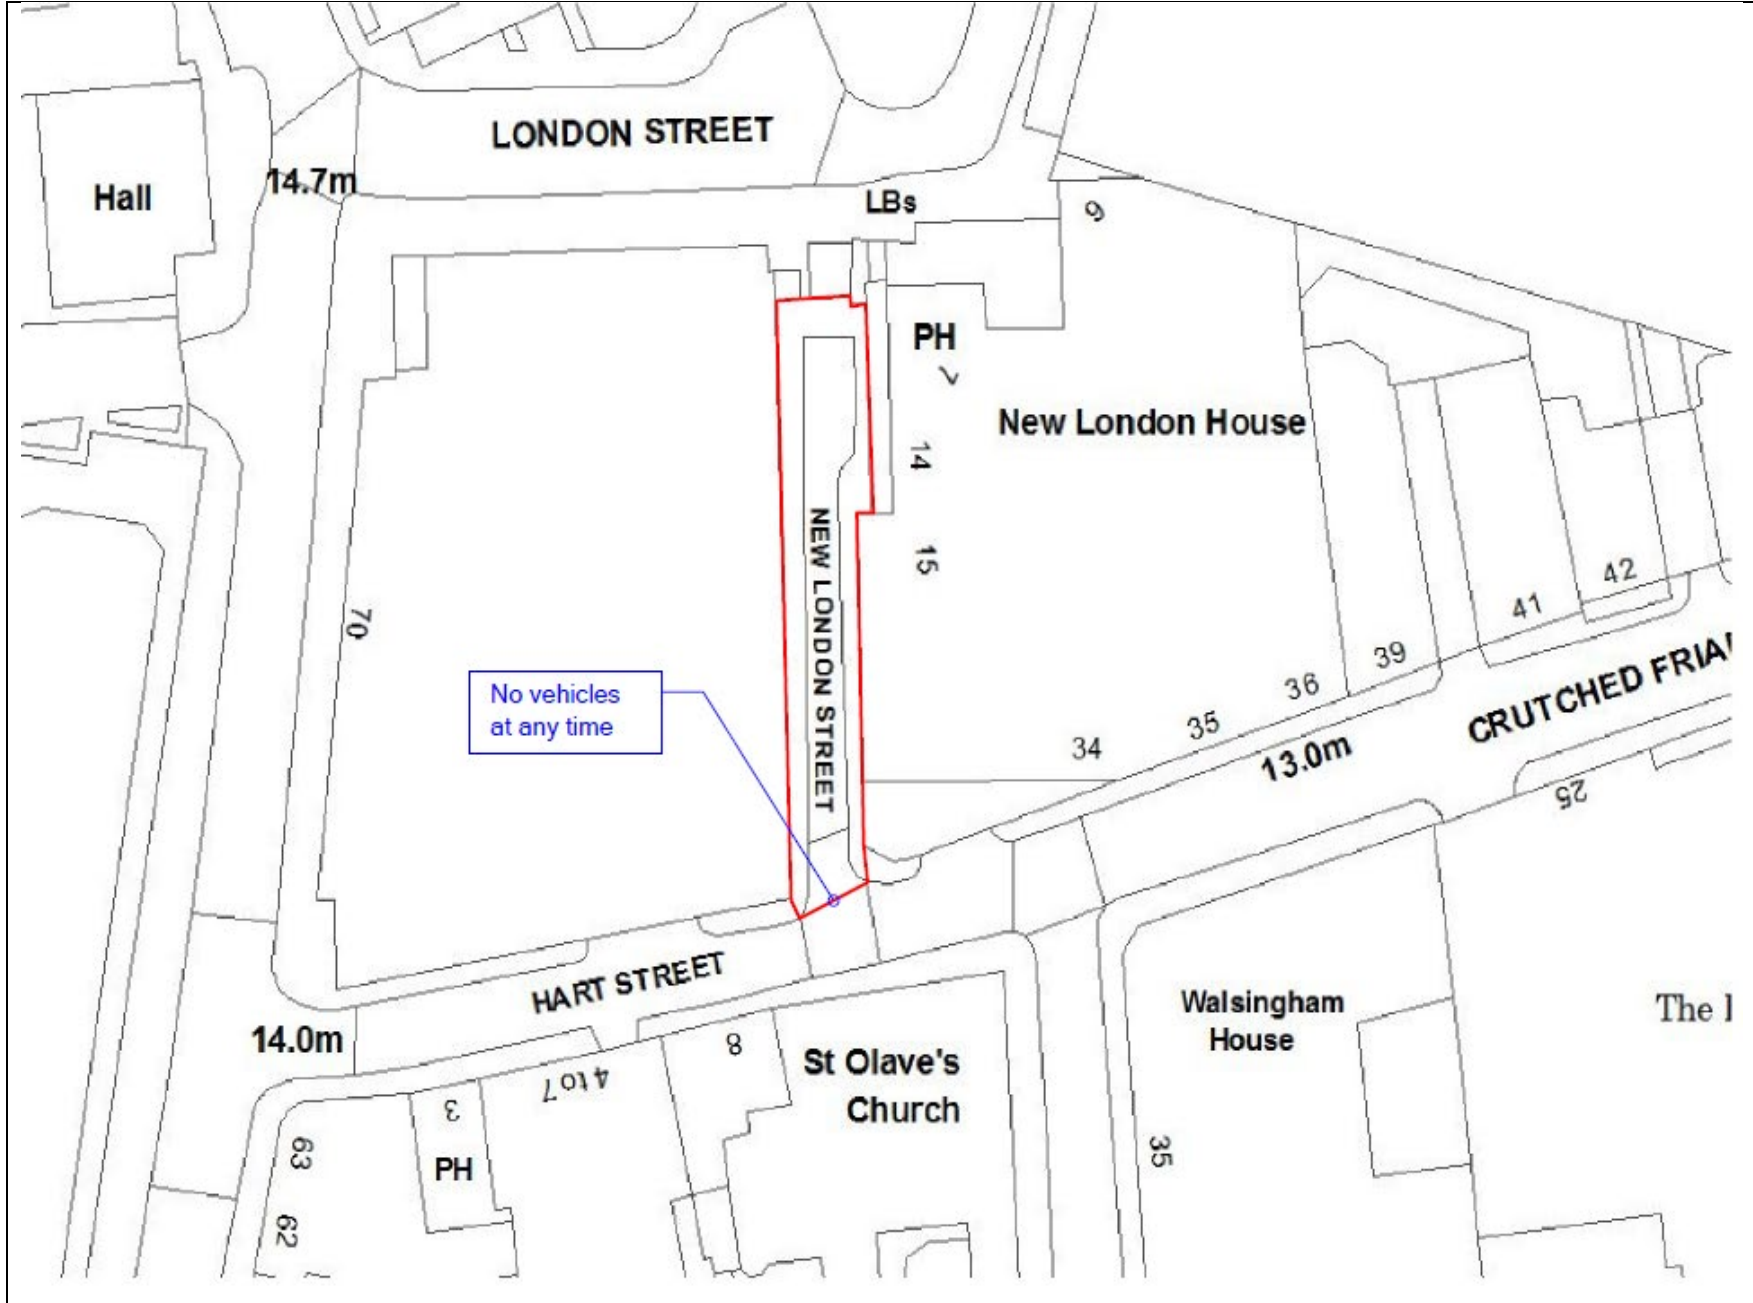 LONDON STREET
14.7m
Hall
LBs
9
PH
New London House
14
NEW LONDON STREET
15
70
42
41
39
36
35
34
No vehicles
at any time
CRUTCHED FRIA
13.0m
25
HART STREET
14.0m
Walsingham
House
The
8
St Olave's
Church
4 to 7
3
PH
63
62
35